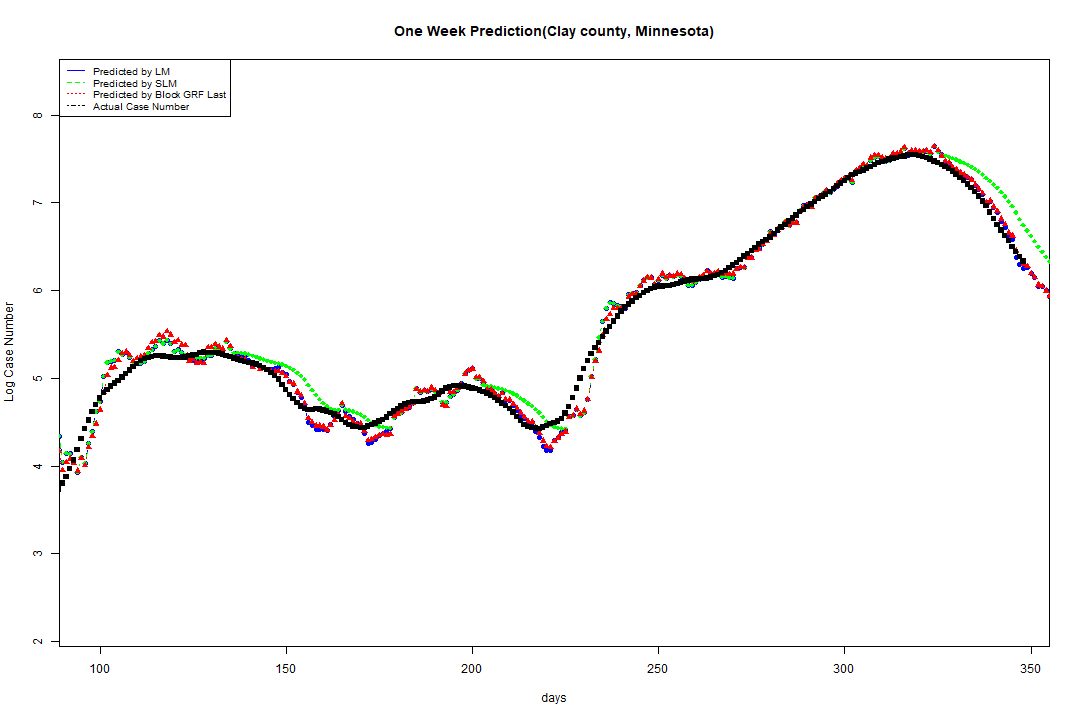 One Week Prediction(Clay county, Minnesota)
Predicted by LM
Predicted by SLM
Predicted by Block GRF Last
Actual Case Number
8
7
6
5
4
3
2
Log Case Number
100 150 200 250 300 350
days